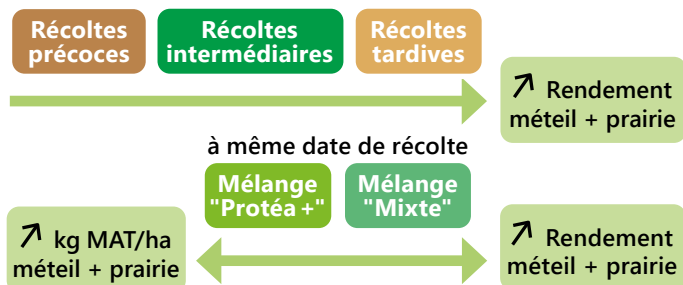 Récoltes
précoces
Récoltes
intermédiaires
Récoltes
tardives
↗ Rendement
méteil + prairie
à même date de récolte
Mélange
"Protéa +"
Mélange
"Mixte"
↗ kg MAT/ha
méteil + prairie
↗ Rendement
méteil + prairie